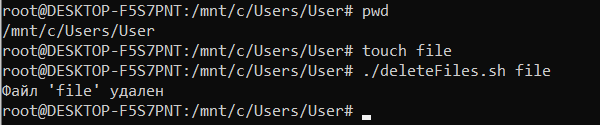 root@DESKTOP-F5S7PNT:/mnt/c/Users/User# pwd
/mnt/c/Users/User
root@DESKTOP-F5S7PNT:/mnt/c/Users/User# touch file
root@DESKTOP-F5S7PNT:/mnt/c/Users/User# ./deleteFiles.sh file
Файл 'file' удален
root@DESKTOP-F5S7PNT:/mnt/c/Users/User#